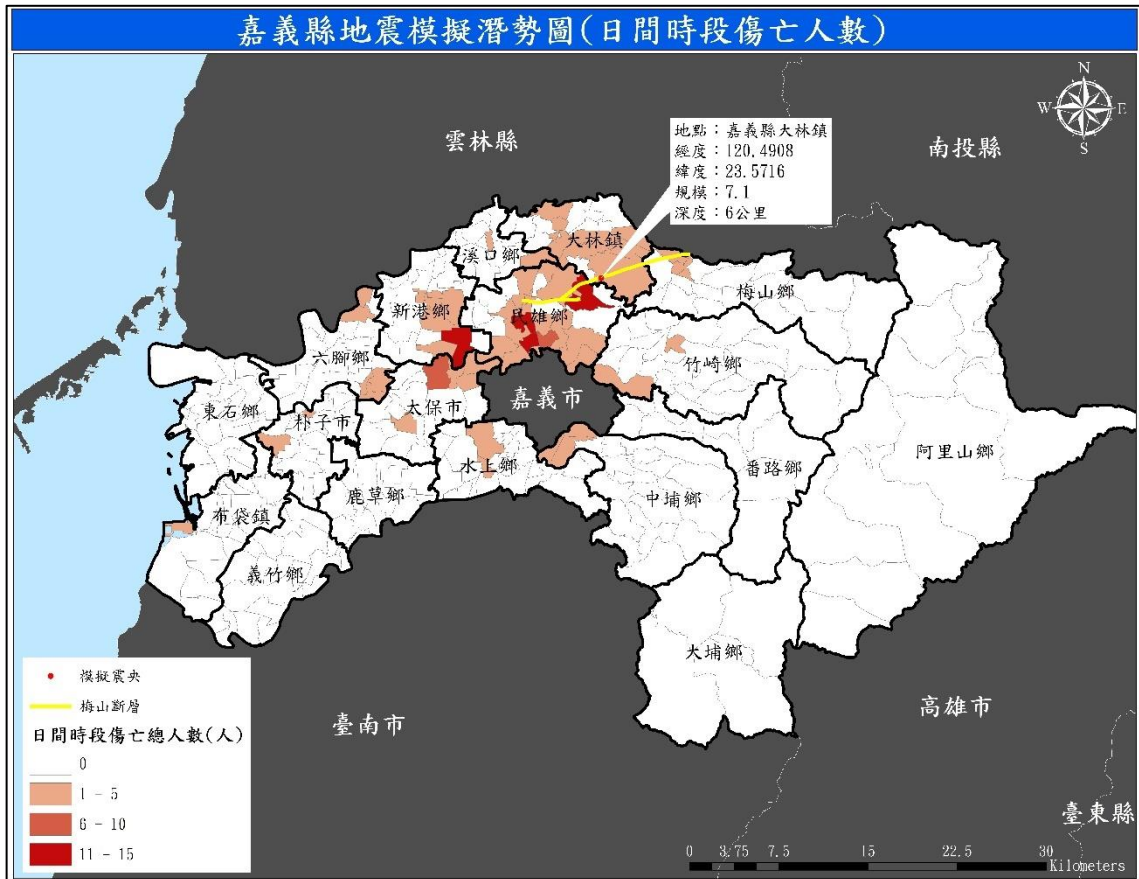 嘉義縣地震模擬潛勢圖(日間時段傷亡人數)
N
W
E
S
雲林縣
南投縣
地點：嘉義縣大林鎮
經度：120.4908
緯度：23.5716
規模：7.1
深度：6公里
大林鎮
溪口鄉
梅山鄉
新港鄉
民雄鄉
六腳鄉
竹崎鄉
嘉義市
東石鄉
朴子市
太保市
阿里山鄉
水上鄉
番路鄉
鹿草鄉
中埔鄉
布袋鎮
義竹鄉
大埔鄉
模擬震央
梅山斷層
日間時段傷亡總人數(人)
0
1 - 5
6 - 10
11 - 15
臺南市
高雄市
臺東縣
0 3.75 7.5 15 22.5 30
Kilometers